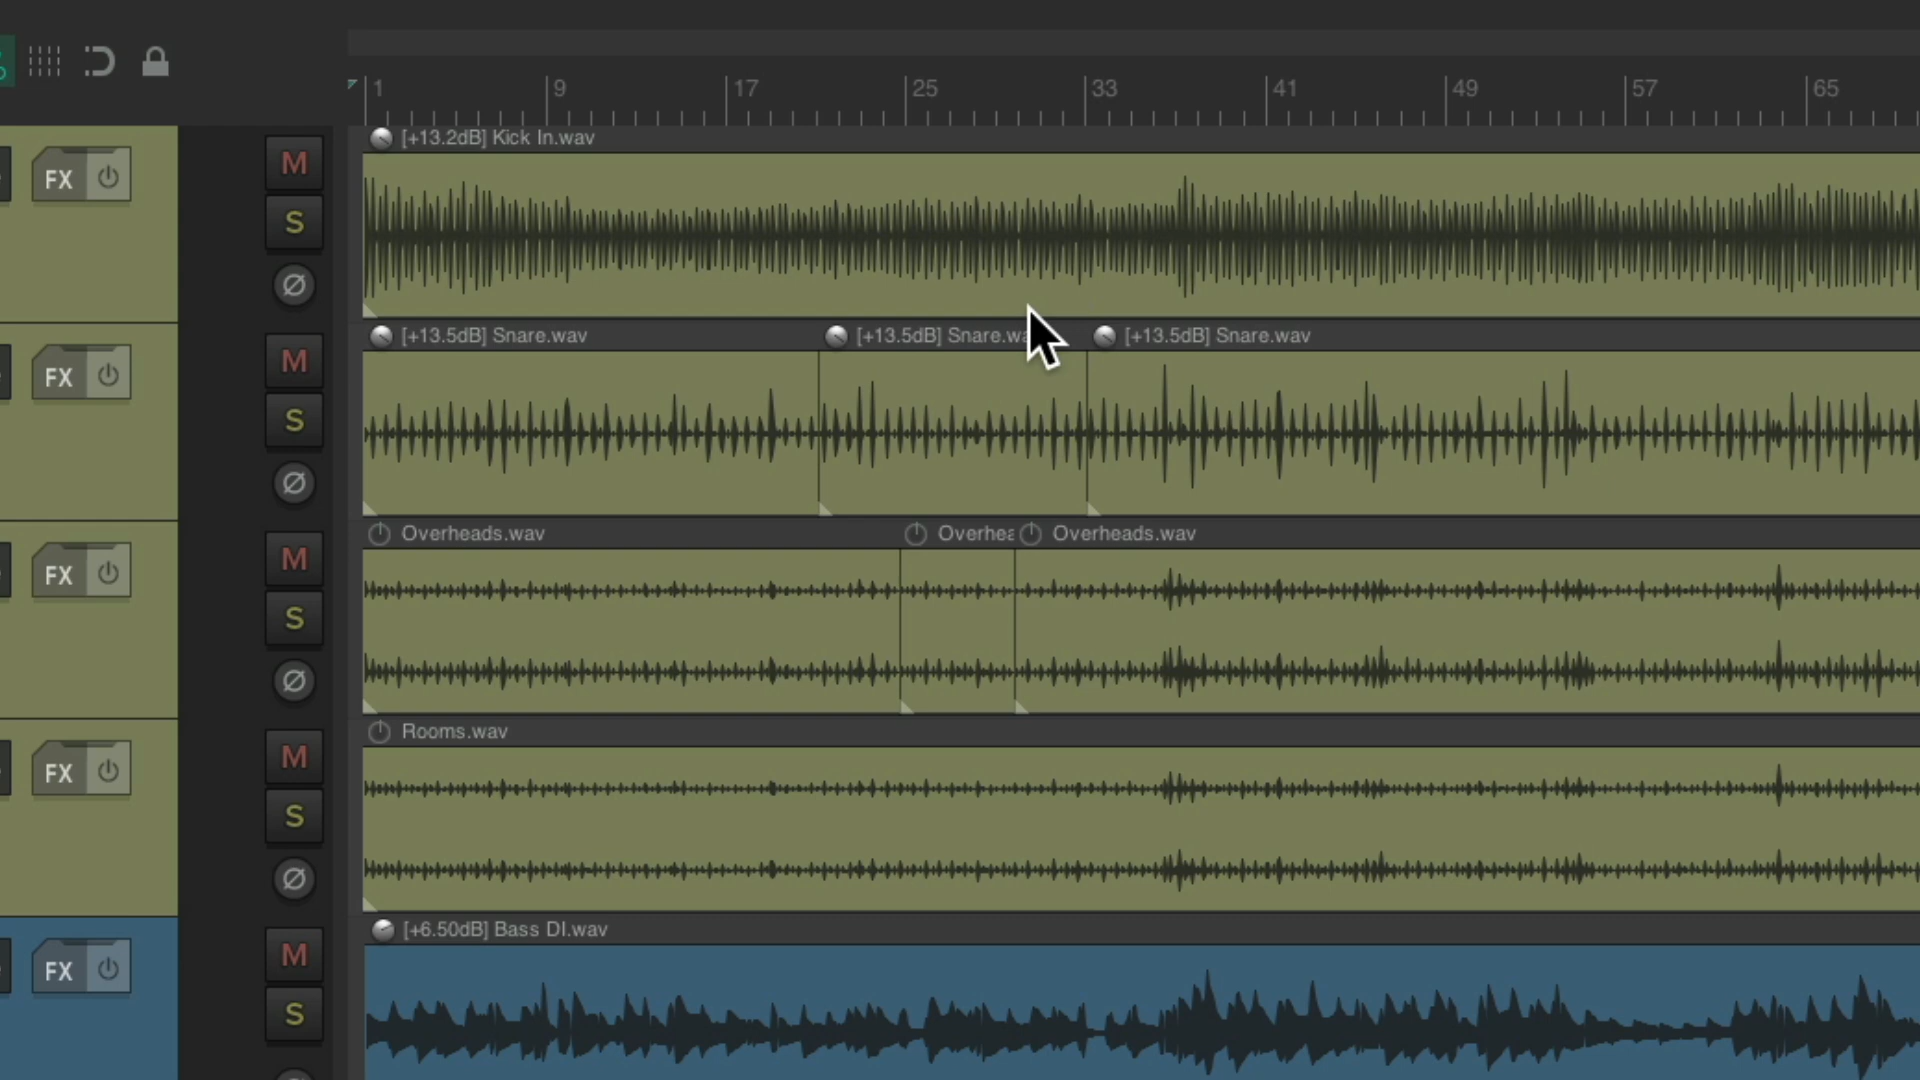 1 9 17 25 33 41 49 57 65
[+13.2dB] Kick In.wav
FX M
S
Ø
[+13.5dB] Snare.wav [+13.5dB] Snare.wa [+13.5dB] Snare.wav
FX M
S
Ø
Overheads.wav Overhea Overheads.wav
FX M
S
Ø
Rooms.wav
FX M
S
Ø
[+6.50dB] Bass DI.wav
FX M
S